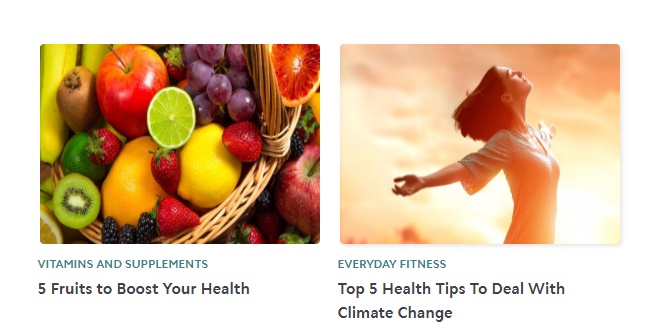 VITAMINS AND SUPPLEMENTS
5 Fruits to Boost Your Health
EVERYDAY FITNESS
Top 5 Health Tips To Deal With
Climate Change